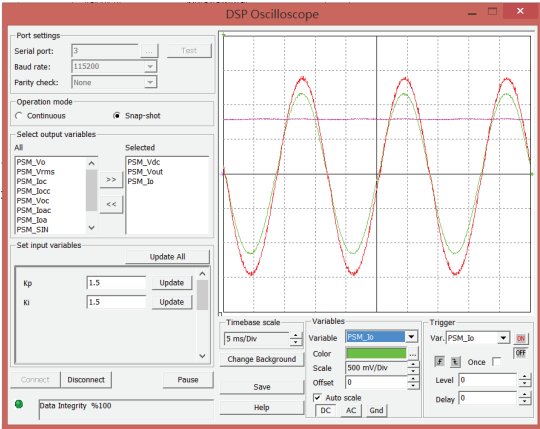 DSP Oscilloscope
Port settings
Serial port: 3 ... Test
Baud rate: 115200
Parity check: None
Operation mode
Continuous Snap-shot
Select output variables
All Selected
PSM_Vo
PSM_Vrms
PSM_Ioc
PSM_Iocc
PSM_Voc
PSM_Ioac
PSM_Ioa
PSM_SIN
>>
<<
PSM_Vdc
PSM_Vout
PSM_Io
Set input variables
Update All
Kp 1.5 Update
Ki 1.5 Update
Connect Disconnect Pause
Data Integrity %100
Timebase scale
5 ms/Div
Change Background
Save
Help
Variables
Variable PSM_Io
Color ...
Scale 500 mV/Div
Offset 0
Auto scale
DC AC Gnd
Trigger
Var. PSM_Io ON
OFF
Once
Level 0
Delay 0